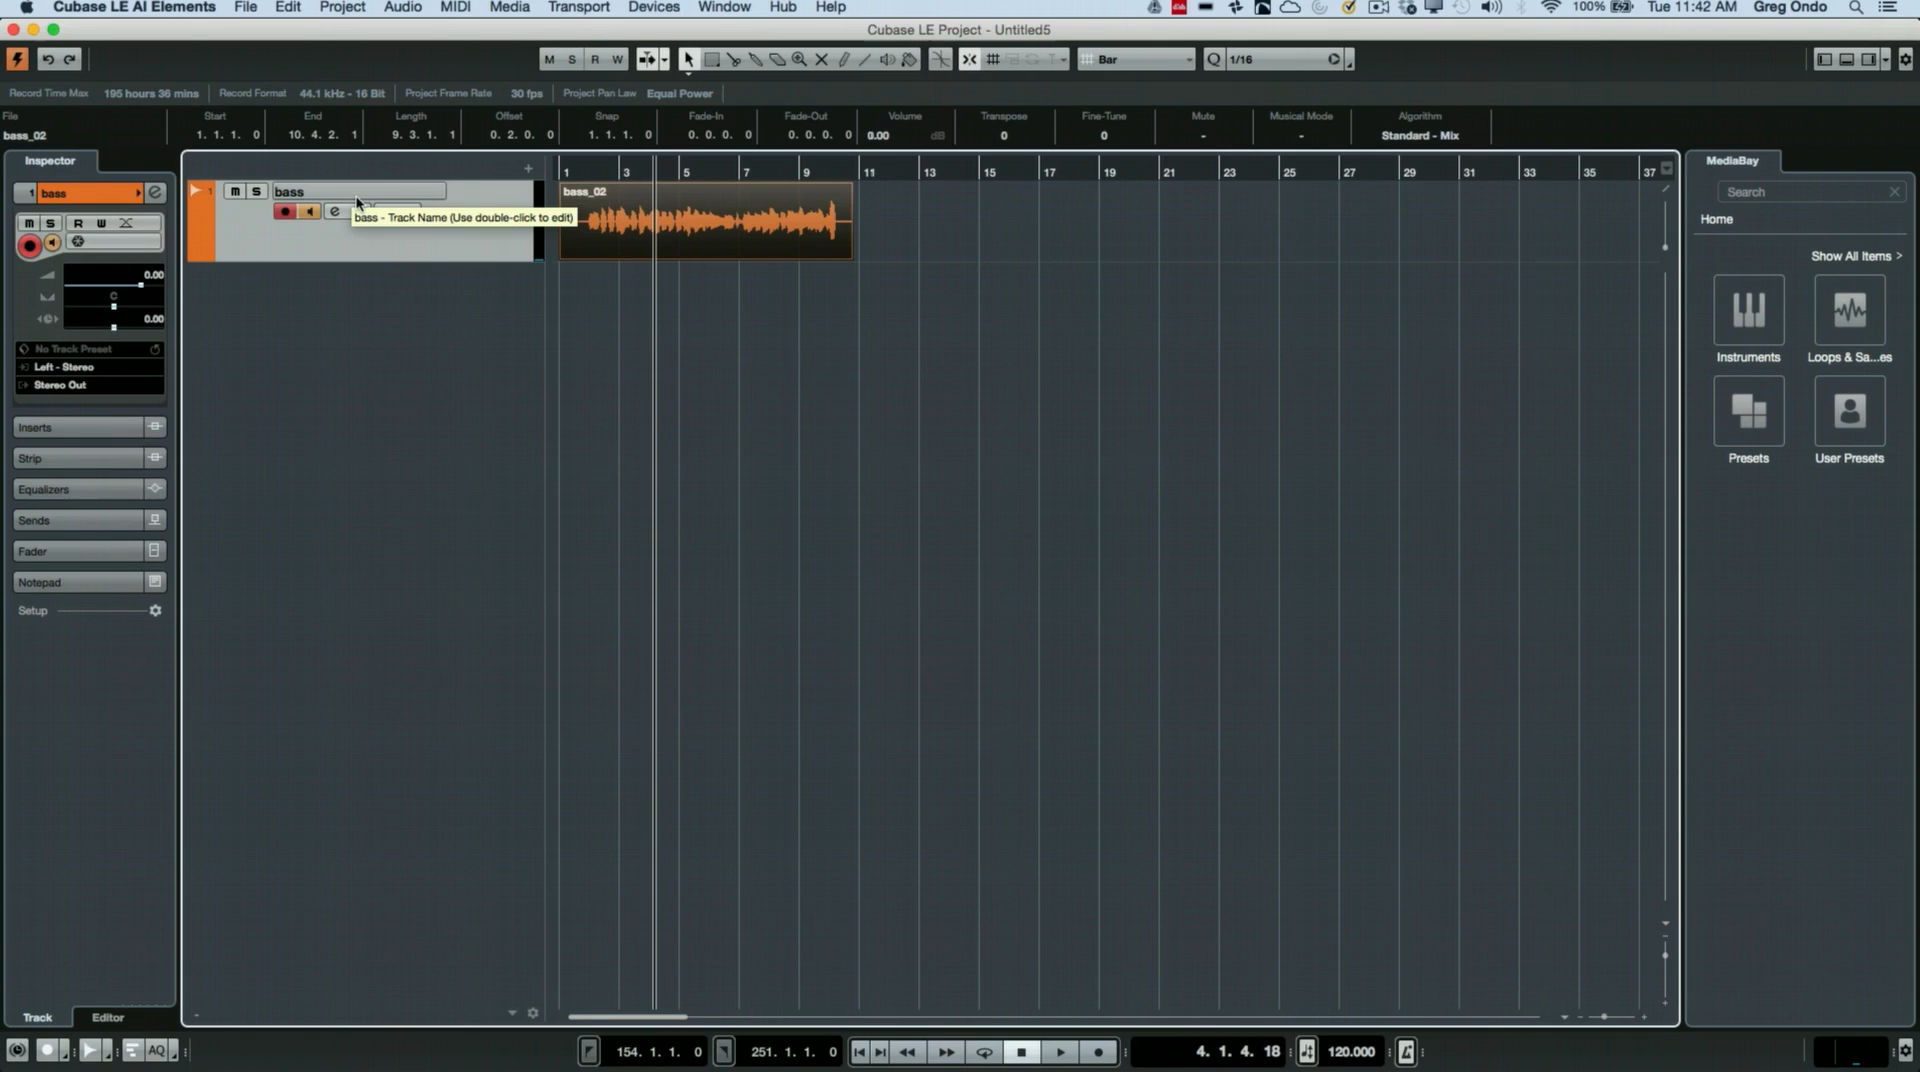 Cubase LE AI Elements File Edit Project Audio MIDI Media Transport Devices Window Hub Help 100% Tue 11:42 AM Greg Ondo
Cubase LE Project - Untitled5
M S R W Bar Q 1/16
Record Time Max 195 hours 36 mins Record Format 44.1 kHz - 16 Bit Project Frame Rate 30 fps Project Pan Law Equal Power
File Start End Length Offset Snap Fade-In Fade-Out Volume Transpose Fine-Tune Mute Musical Mode Algorithm
bass_02 1. 1. 1. 0 10. 4. 2. 1 9. 3. 1. 1 0. 2. 0. 0 1. 1. 1. 0 0. 0. 0. 0 0. 0. 0. 0 0.00 dB 0 0 - - Standard - Mix
Inspector
1 bass e
m S R W
0.00
C
0.00
No Track Preset
Left - Stereo
Stereo Out
Inserts
Strip
Equalizers
Sends
Fader
Notepad
Setup
Track Editor
1 m S bass
e
bass - Track Name (Use double-click to edit)
1 3 5 7 9 11 13 15 17 19 21 23 25 27 29 31 33 35 37
bass_02
MediaBay
Search
Home
Show All Items >
Instruments Loops & Sa...es
Presets User Presets
AQ 154. 1. 1. 0 251. 1. 1. 0 4. 1. 4. 18 120.000